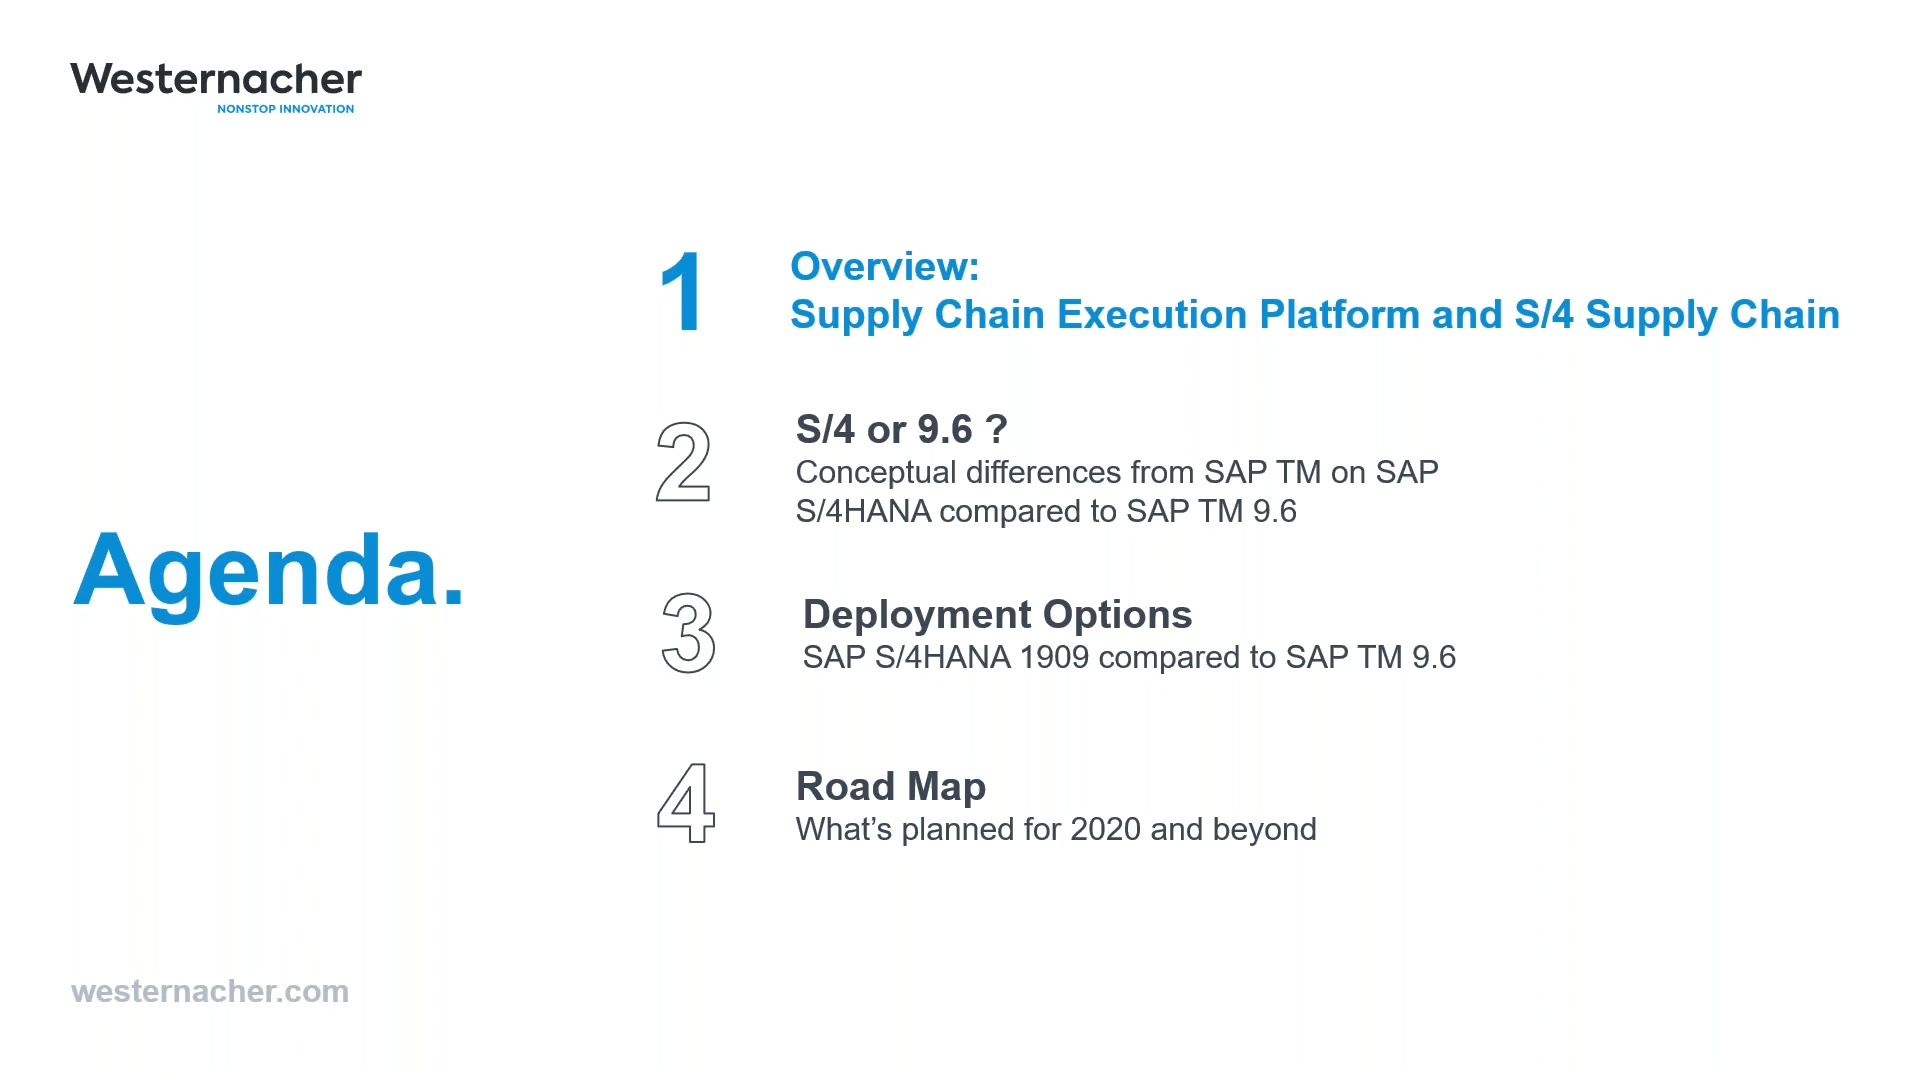 Westernacher
NONSTOP INNOVATION
Agenda.
1
Overview:
Supply Chain Execution Platform and S/4 Supply Chain
2
S/4 or 9.6 ?
Conceptual differences from SAP TM on SAP
S/4HANA compared to SAP TM 9.6
3
Deployment Options
SAP S/4HANA 1909 compared to SAP TM 9.6
4
Road Map
What’s planned for 2020 and beyond
westernacher.com